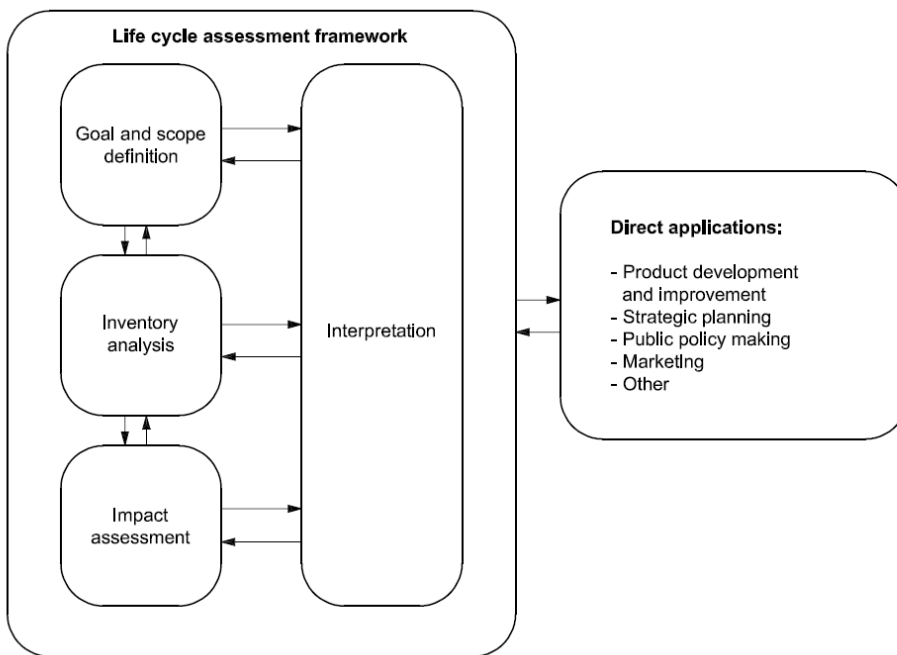 Life cycle assessment framework
Goal and scope
definition
Inventory
analysis
Impact
assessment
Interpretation
Direct applications:
- Product development
and improvement
- Strategic planning
- Public policy making
- Marketing
- Other